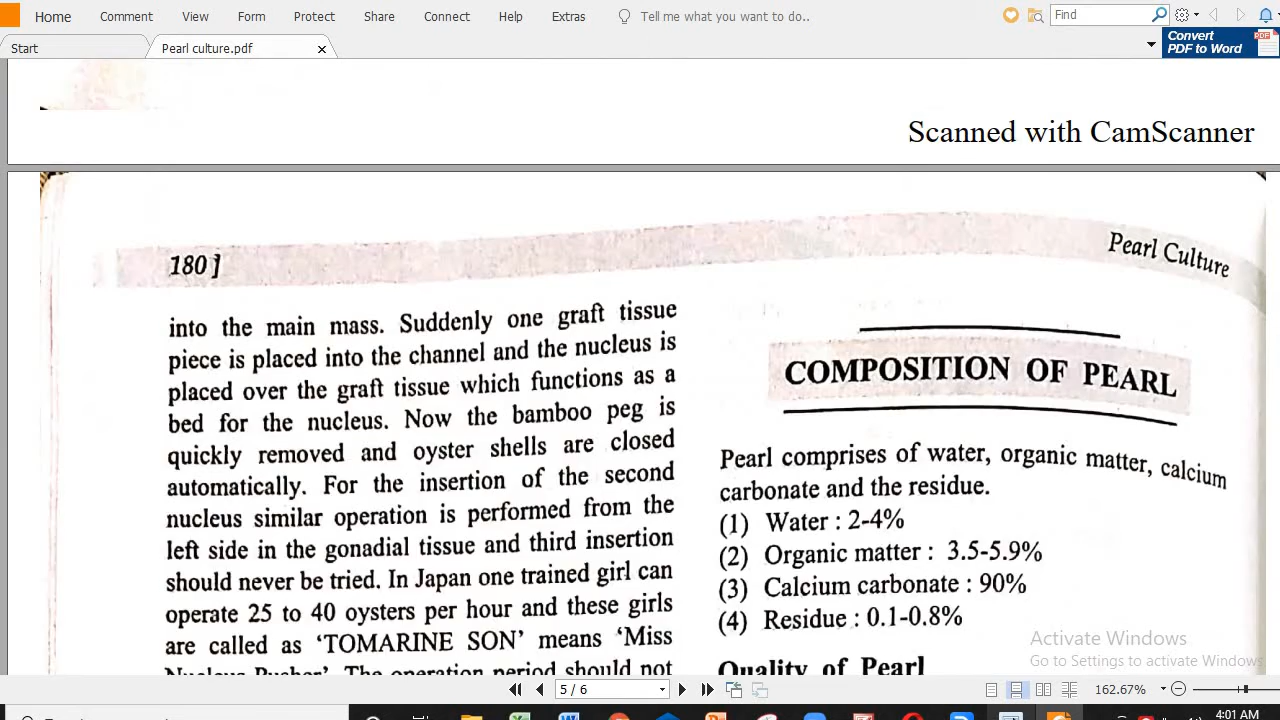 Home Comment View Form Protect Share Connect Help Extras Tell me what you want to do.. Find
Start Pearl culture.pdf x
Convert
PDF to Word
Scanned with CamScanner
180]
Pearl Culture
into the main mass. Suddenly one graft tissue
piece is placed into the channel and the nucleus is
placed over the graft tissue which functions as a
bed for the nucleus. Now the bamboo peg is
quickly removed and oyster shells are closed
automatically. For the insertion of the second
nucleus similar operation is performed from the
left side in the gonadial tissue and third insertion
should never be tried. In Japan one trained girl can
operate 25 to 40 oysters per hour and these girls
are called as ‘TOMARINE SON’ means ‘Miss
Nucleus Pusher’. The operation period should not
COMPOSITION OF PEARL
Pearl comprises of water, organic matter, calcium
carbonate and the residue.
(1) Water : 2-4%
(2) Organic matter : 3.5-5.9%
(3) Calcium carbonate : 90%
(4) Residue : 0.1-0.8%
Quality of Pearl
Activate Windows
Go to Settings to activate Windows.
5 / 6
162.67%
4:01 AM